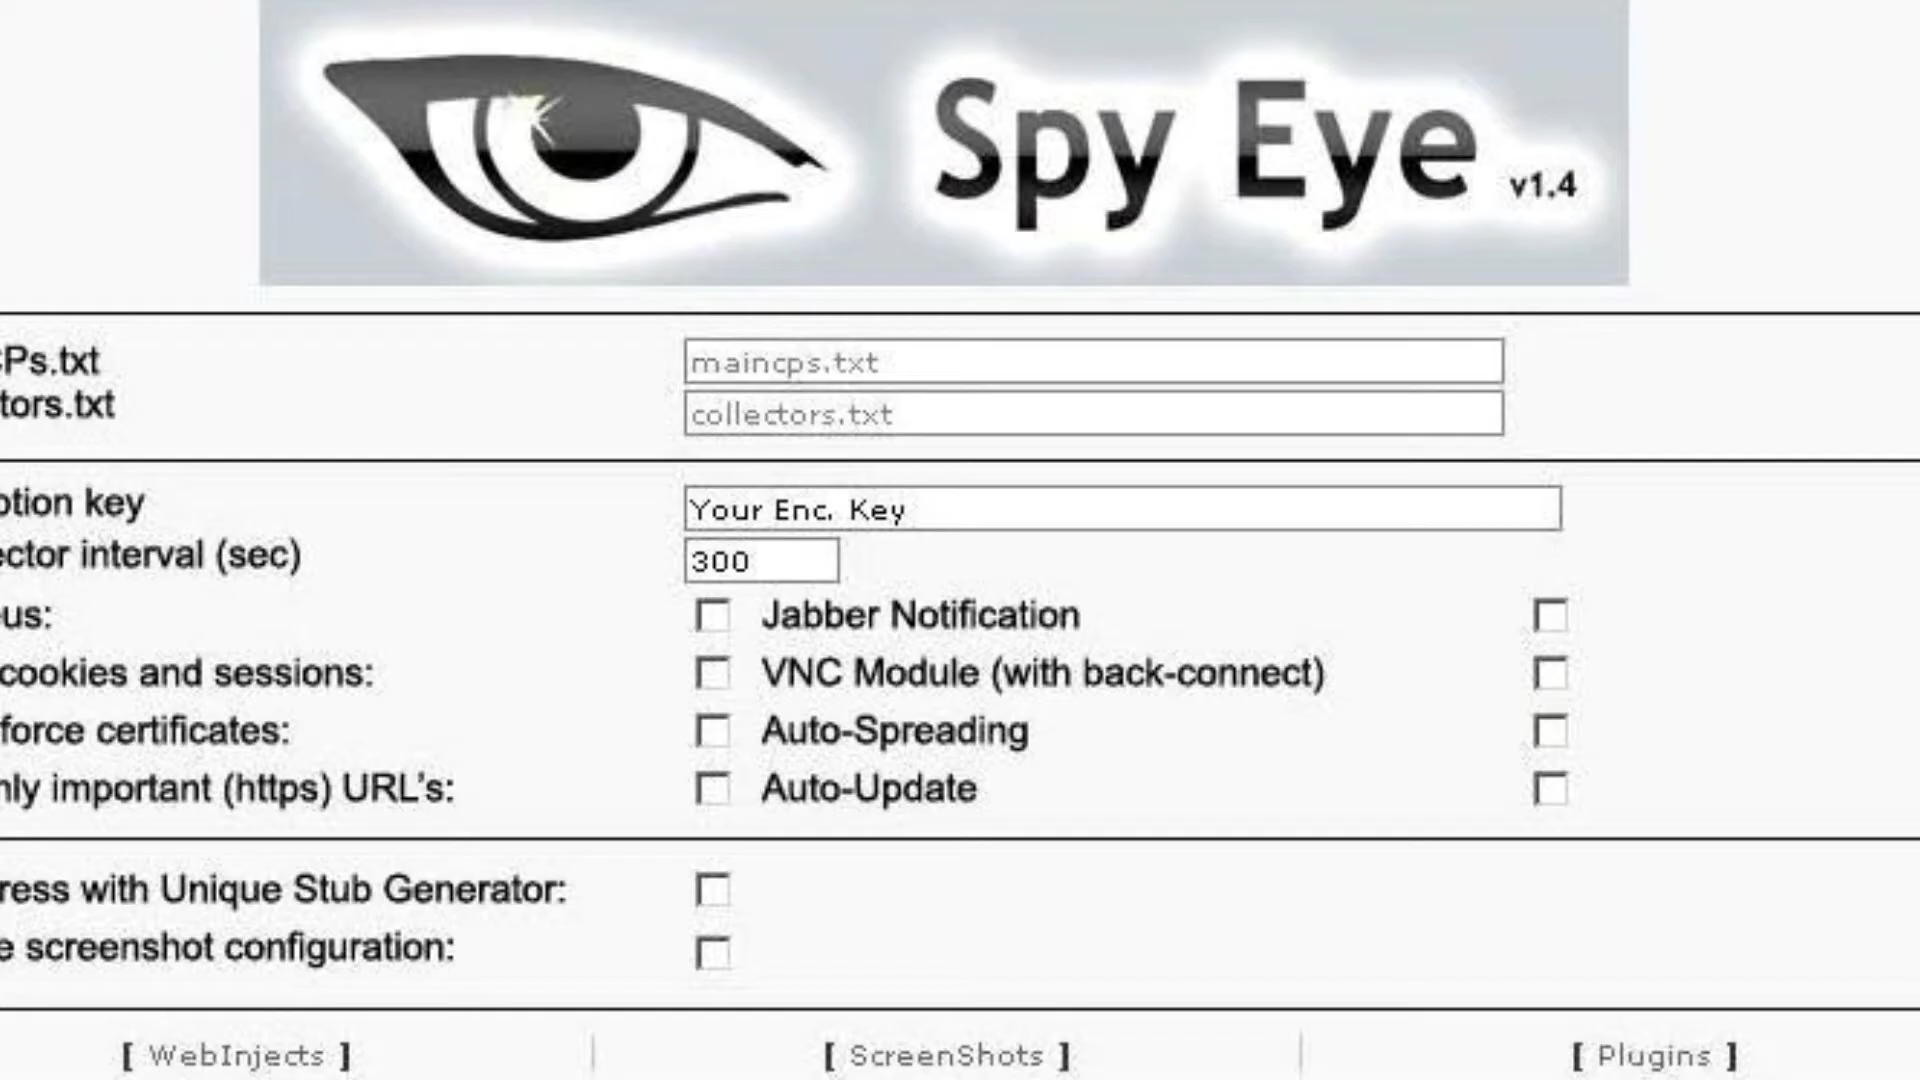 Spy Eye v1.4
Ps.txt maincps.txt
tors.txt collectors.txt
ption key Your Enc. Key
ector interval (sec) 300
us: Jabber Notification
cookies and sessions: VNC Module (with back-connect)
force certificates: Auto-Spreading
nly important (https) URL's: Auto-Update
ress with Unique Stub Generator:
e screenshot configuration:
[ WebInjects ] [ ScreenShots ] [ Plugins ]